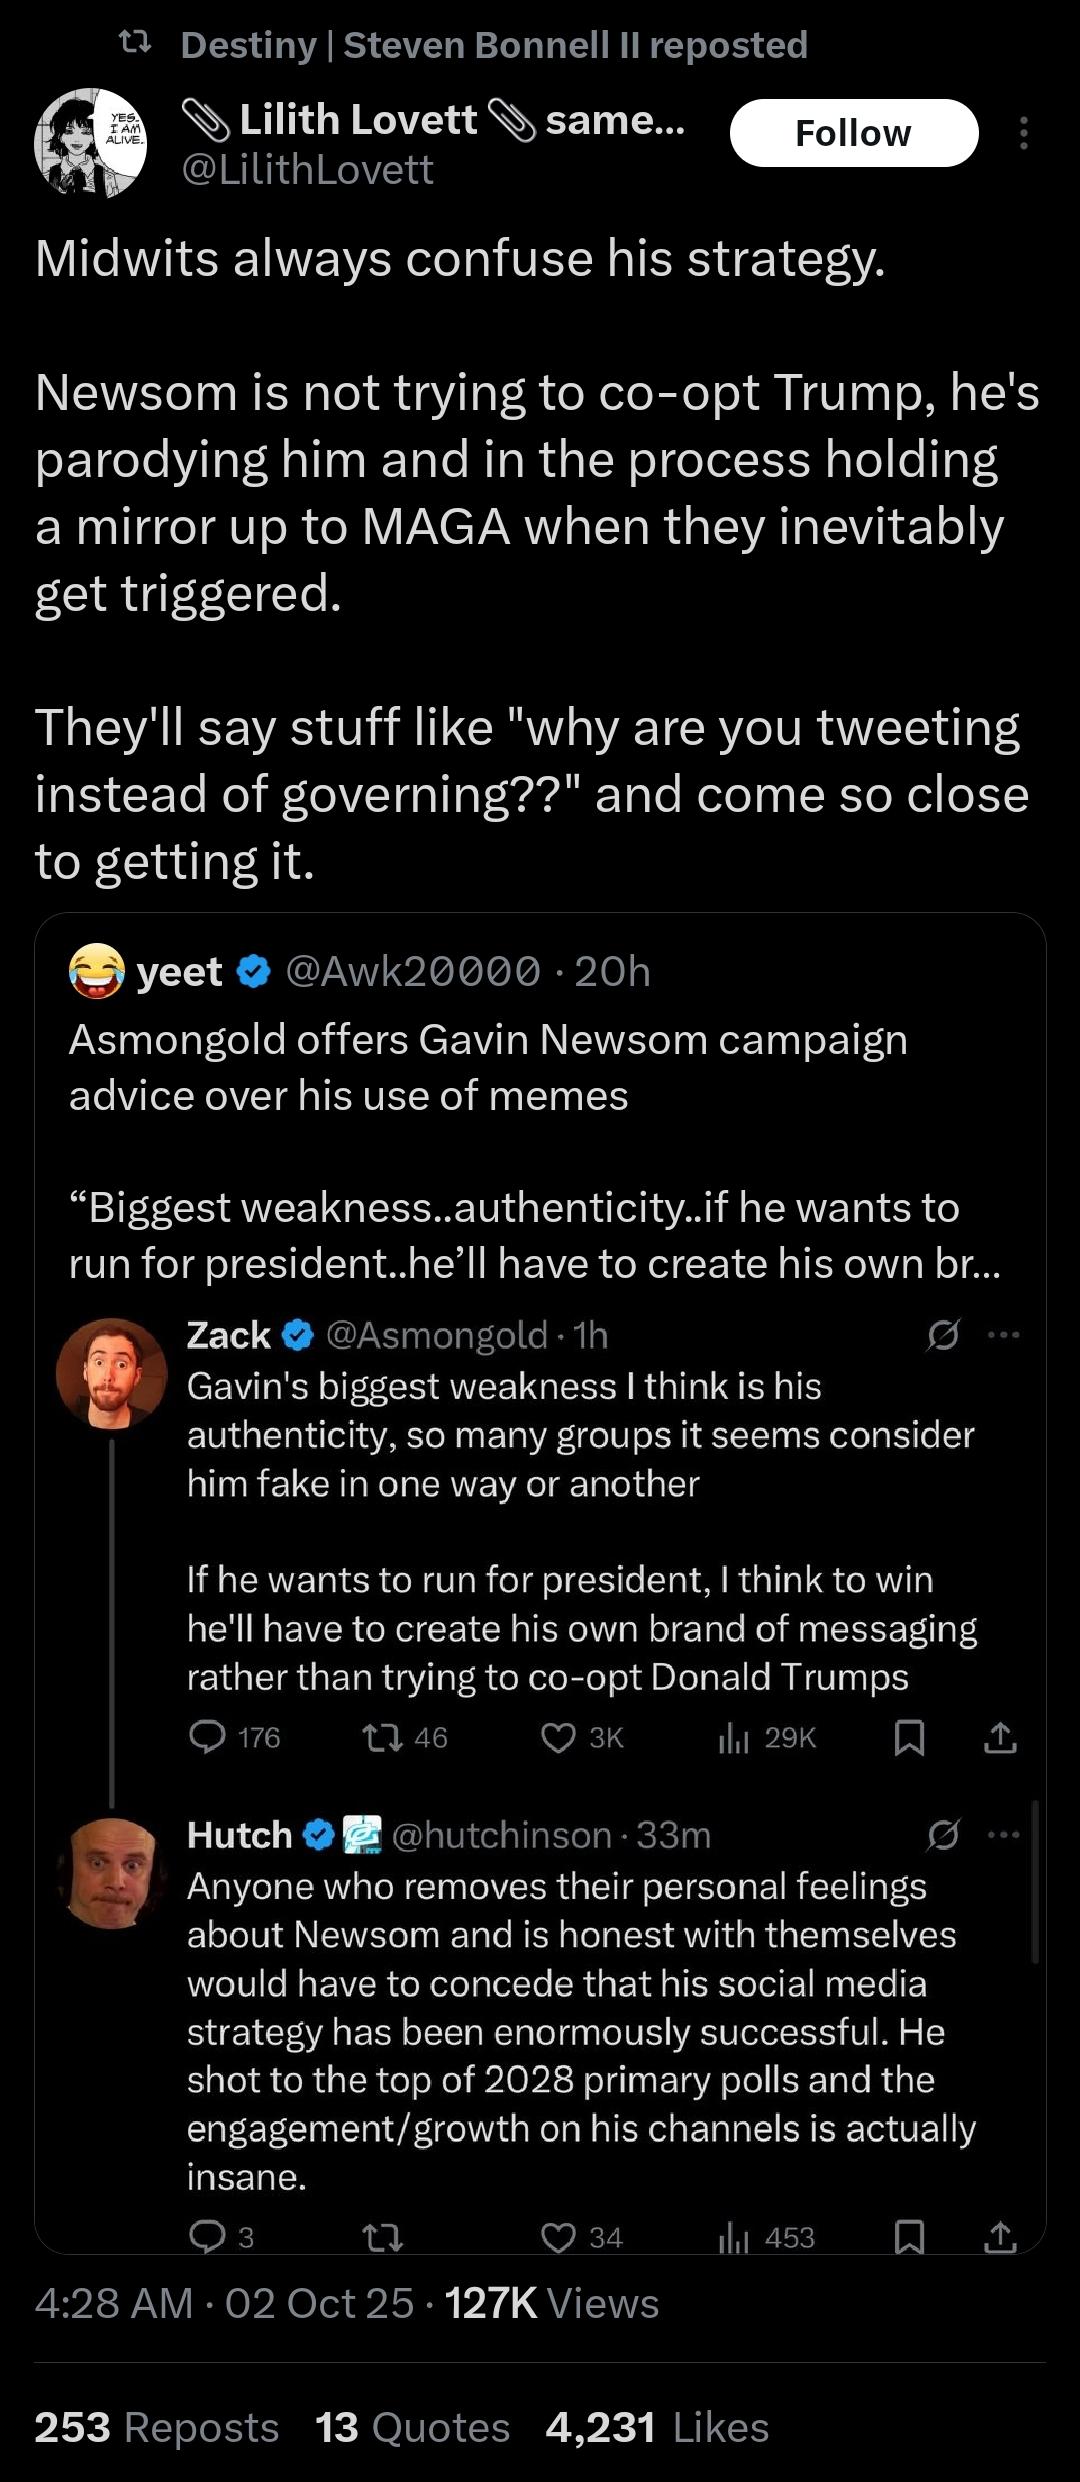 Destiny | Steven Bonnell II reposted
YES.
I AM
ALIVE.
📎 Lilith Lovett 📎 same...
Follow
@LilithLovett
Midwits always confuse his strategy.
Newsom is not trying to co-opt Trump, he's
parodying him and in the process holding
a mirror up to MAGA when they inevitably
get triggered.
They'll say stuff like "why are you tweeting
instead of governing??" and come so close
to getting it.
yeet @Awk20000 · 20h
Asmongold offers Gavin Newsom campaign
advice over his use of memes
“Biggest weakness..authenticity..if he wants to
run for president..he’ll have to create his own br...
Zack @Asmongold · 1h
Gavin's biggest weakness I think is his
authenticity, so many groups it seems consider
him fake in one way or another
If he wants to run for president, I think to win
he'll have to create his own brand of messaging
rather than trying to co-opt Donald Trumps
176 46 3K 29K
Hutch @hutchinson · 33m
Anyone who removes their personal feelings
about Newsom and is honest with themselves
would have to concede that his social media
strategy has been enormously successful. He
shot to the top of 2028 primary polls and the
engagement/growth on his channels is actually
insane.
3 34 453
4:28 AM · 02 Oct 25 · 127K Views
253 Reposts 13 Quotes 4,231 Likes